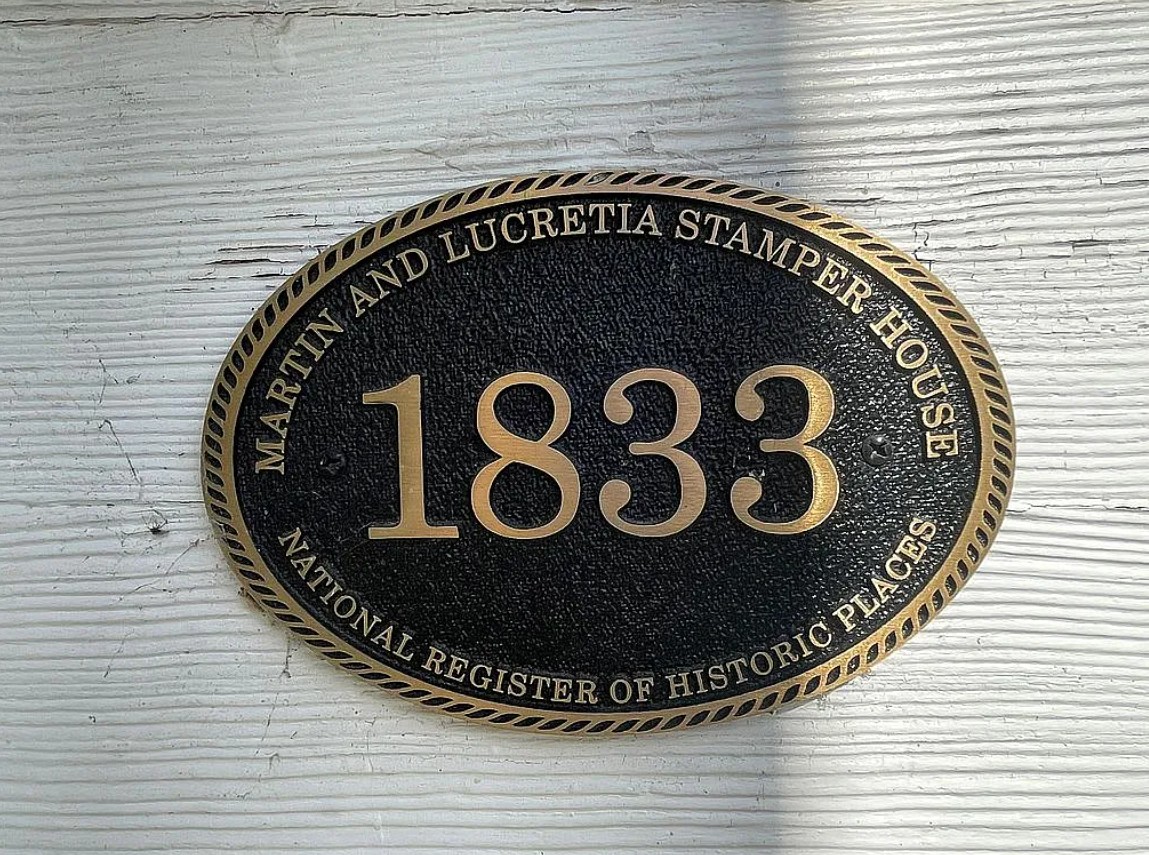 MARTIN AND LUCRETIA STAMPER HOUSE
1833
NATIONAL REGISTER OF HISTORIC PLACES